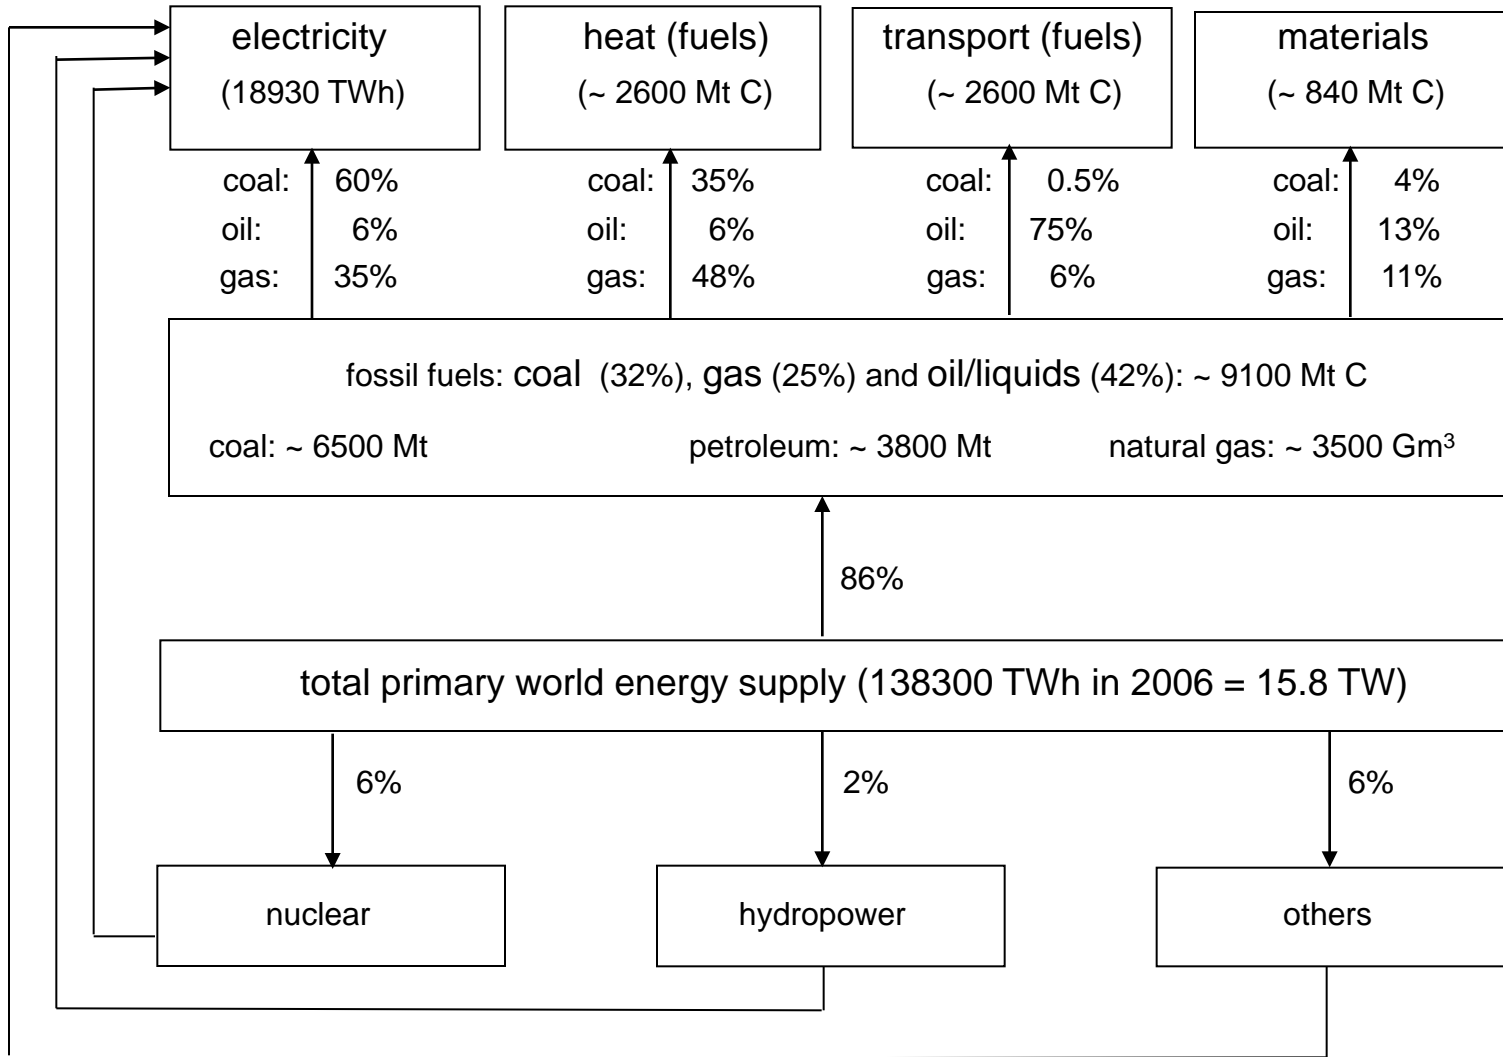 electricity
(18930 TWh)
heat (fuels)
(~ 2600 Mt C)
transport (fuels)
(~ 2600 Mt C)
materials
(~ 840 Mt C)
coal: 60%
oil: 6%
gas: 35%
coal: 35%
oil: 6%
gas: 48%
coal: 0.5%
oil: 75%
gas: 6%
coal: 4%
oil: 13%
gas: 11%
fossil fuels: coal (32%), gas (25%) and oil/liquids (42%): ~ 9100 Mt C
coal: ~ 6500 Mt petroleum: ~ 3800 Mt natural gas: ~ 3500 Gm³
86%
total primary world energy supply (138300 TWh in 2006 = 15.8 TW)
6% 2% 6%
nuclear hydropower others